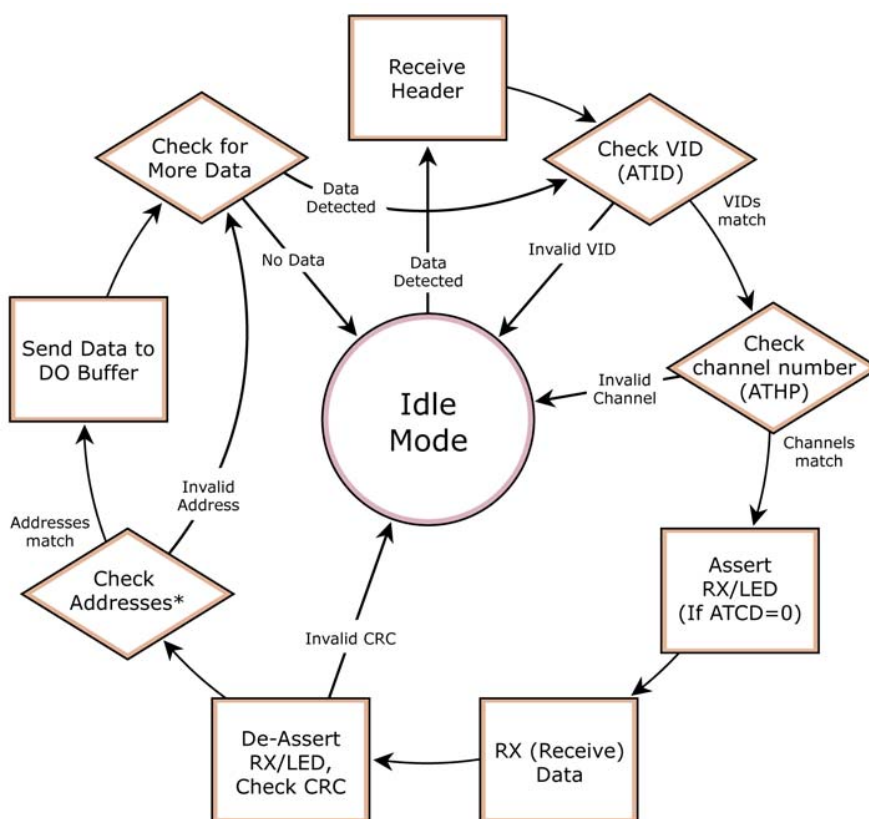 Receive
Header
Check for
More Data
Check VID
(ATID)
Data
Detected
VIDs
match
No Data
Data
Detected
Invalid VID
Send Data to
DO Buffer
Check
channel number
(ATHP)
Invalid
Channel
Idle
Mode
Channels
match
Invalid
Address
Addresses
match
Check
Addresses*
Assert
RX/LED
(If ATCD=0)
Invalid CRC
De-Assert
RX/LED,
Check CRC
RX (Receive)
Data